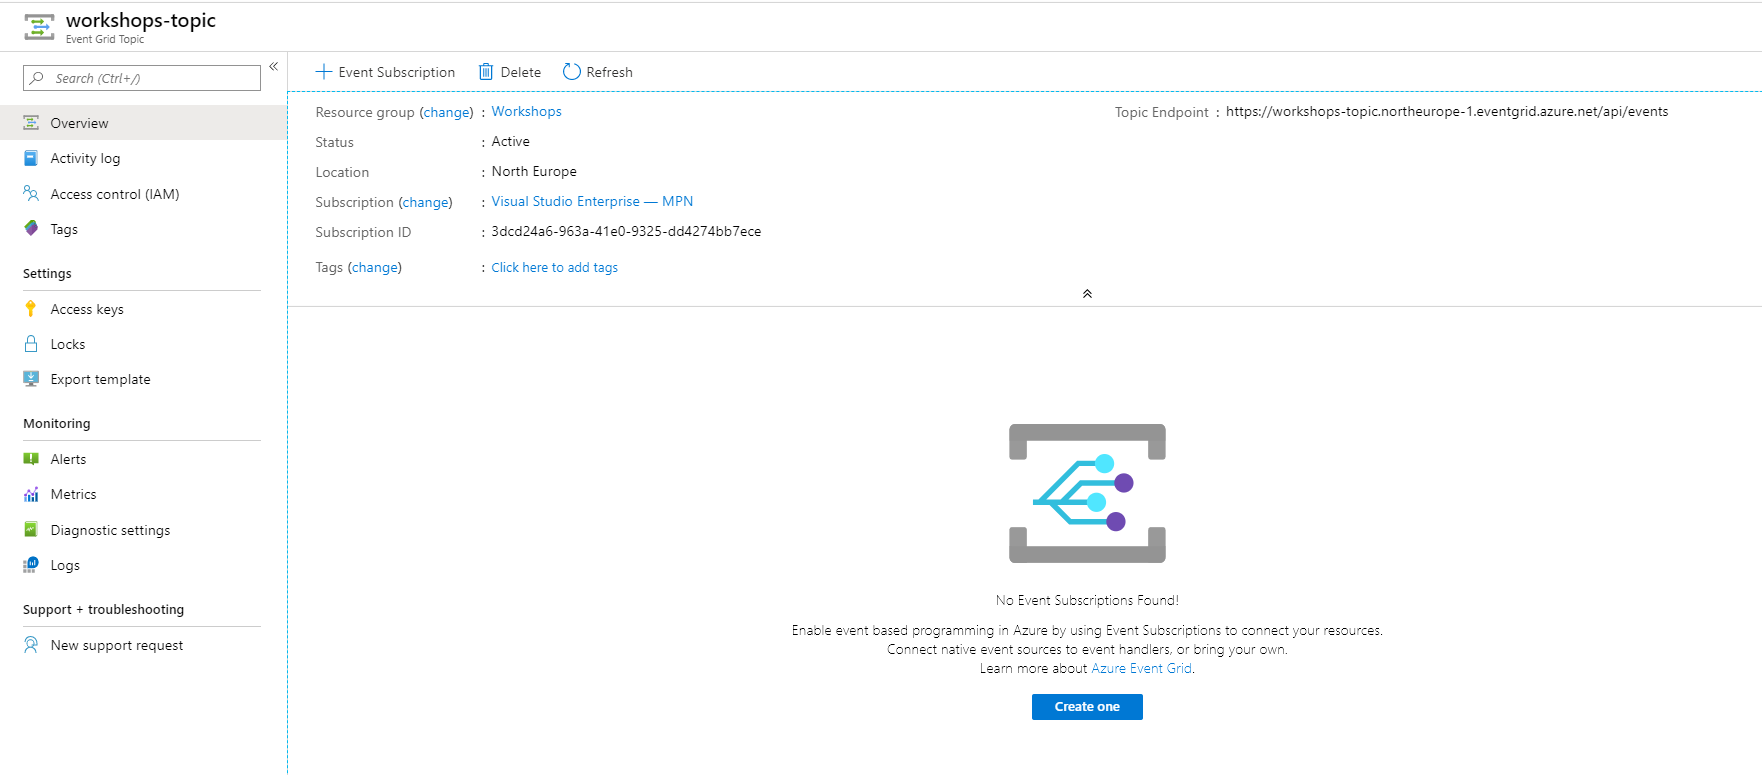 workshops-topic
Event Grid Topic
Search (Ctrl+/)
«
Overview
Activity log
Access control (IAM)
Tags
Settings
Access keys
Locks
Export template
Monitoring
Alerts
Metrics
Diagnostic settings
Logs
Support + troubleshooting
New support request
Event Subscription Delete Refresh
Resource group (change) : Workshops
Status : Active
Location : North Europe
Subscription (change) : Visual Studio Enterprise — MPN
Subscription ID : 3dcd24a6-963a-41e0-9325-dd4274bb7ece
Tags (change) : Click here to add tags
Topic Endpoint : https://workshops-topic.northeurope-1.eventgrid.azure.net/api/events
No Event Subscriptions Found!
Enable event based programming in Azure by using Event Subscriptions to connect your resources.
Connect native event sources to event handlers, or bring your own.
Learn more about Azure Event Grid.
Create one